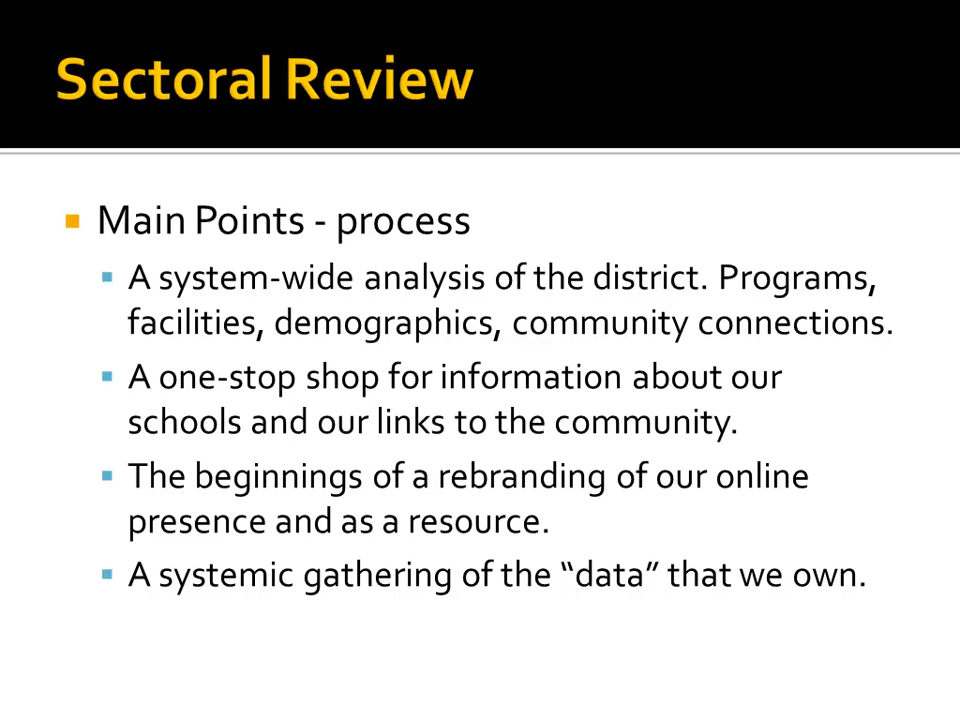 Sectoral Review
Main Points - process
A system-wide analysis of the district. Programs,
facilities, demographics, community connections.
A one-stop shop for information about our
schools and our links to the community.
The beginnings of a rebranding of our online
presence and as a resource.
A systemic gathering of the “data” that we own.